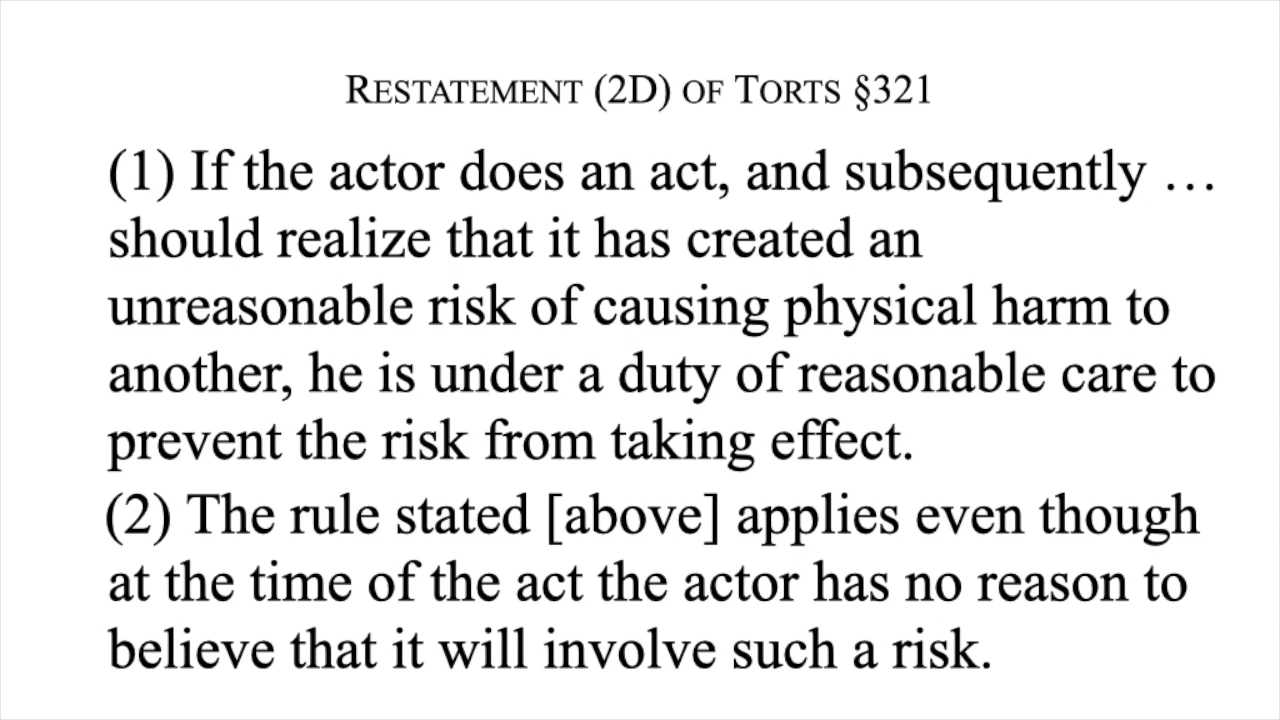 RESTATEMENT (2D) OF TORTS §321
(1) If the actor does an act, and subsequently …
should realize that it has created an
unreasonable risk of causing physical harm to
another, he is under a duty of reasonable care to
prevent the risk from taking effect.
(2) The rule stated [above] applies even though
at the time of the act the actor has no reason to
believe that it will involve such a risk.